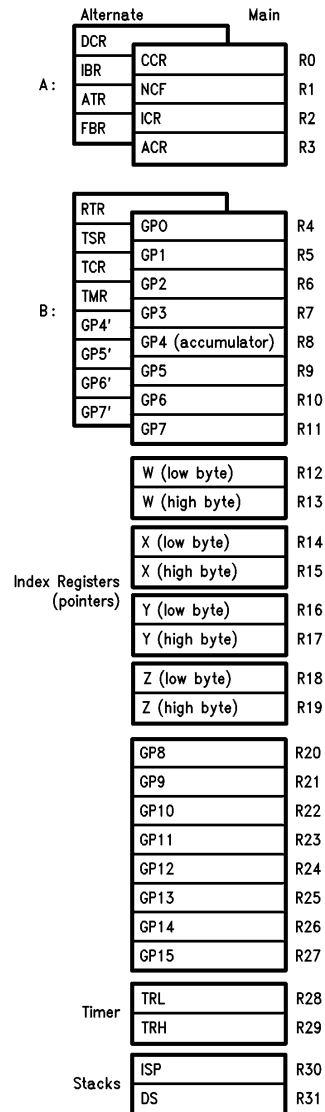 Alternate Main
DCR
CCR R0
IBR
A: NCF R1
ATR
ICR R2
FBR
ACR R3
RTR
GP0 R4
TSR
GP1 R5
TCR
GP2 R6
TMR
B: GP3 R7
GP4'
GP4 (accumulator) R8
GP5'
GP5 R9
GP6'
GP6 R10
GP7'
GP7 R11
W (low byte) R12
W (high byte) R13
X (low byte) R14
X (high byte) R15
Index Registers
(pointers)
Y (low byte) R16
Y (high byte) R17
Z (low byte) R18
Z (high byte) R19
GP8 R20
GP9 R21
GP10 R22
GP11 R23
GP12 R24
GP13 R25
GP14 R26
GP15 R27
Timer
TRL R28
TRH R29
Stacks
ISP R30
DS R31